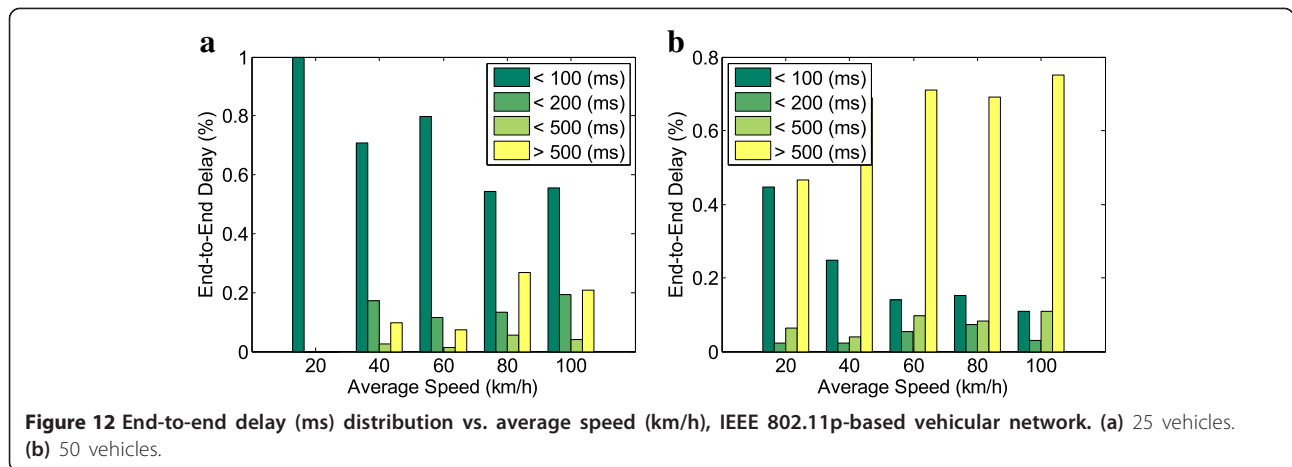 a
1
0.8
0.6
0.4
0.2
0
End-to-End Delay (%)
< 100 (ms)
< 200 (ms)
< 500 (ms)
> 500 (ms)
20 40 60 80 100
Average Speed (km/h)
b
0.8
0.6
0.4
0.2
0
End-to-End Delay (%)
< 100 (ms)
< 200 (ms)
< 500 (ms)
> 500 (ms)
20 40 60 80 100
Average Speed (km/h)
Figure 12 End-to-end delay (ms) distribution vs. average speed (km/h), IEEE 802.11p-based vehicular network. (a) 25 vehicles.
(b) 50 vehicles.